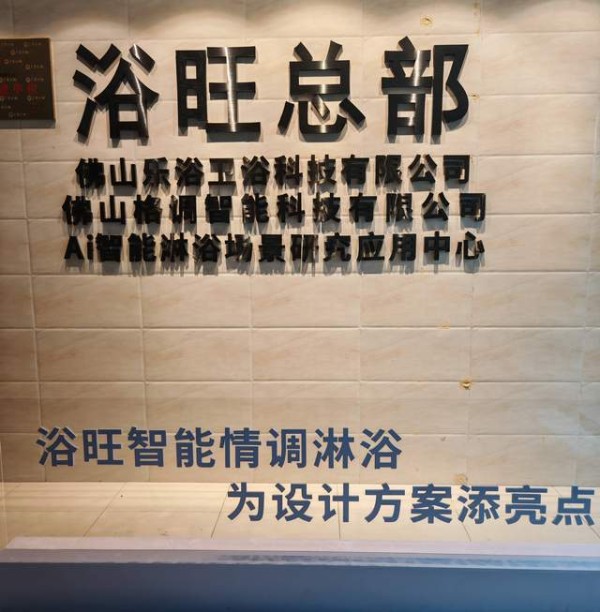 浴旺总部
佛山乐浴卫浴科技有限公司
佛山格调智能科技有限公司
Ai智能淋浴场景研究应用中心
浴旺智能情调淋浴
为设计方案添亮点